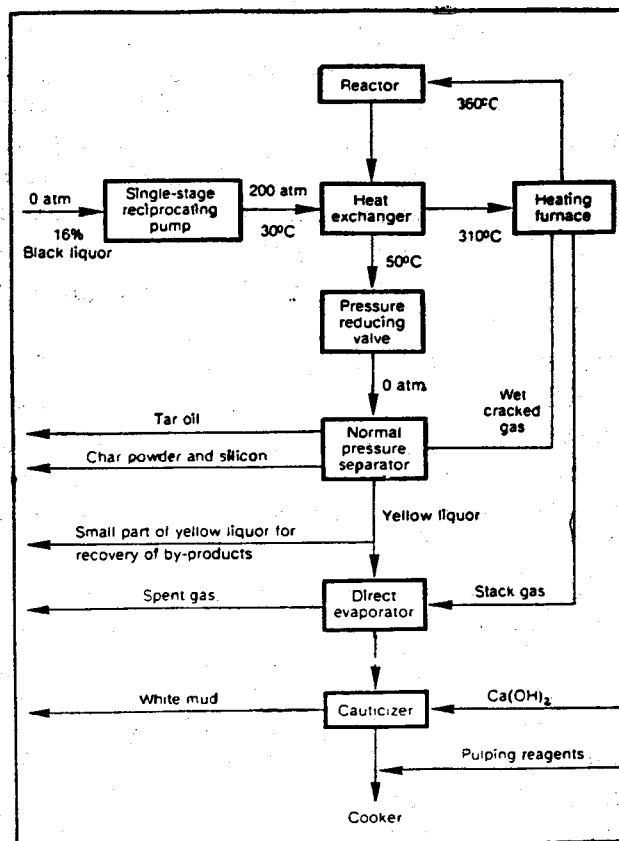 Reactor
360°C
0 atm
Single-stage
reciprocating
pump
200 atm
Heat
exchanger
Heating
furnace
16%
Black liquor
30°C
310°C
50°C
Pressure
reducing
valve
0 atm
Wet
cracked
gas
Tar oil
Normal
pressure
separator
Char powder and silicon
Yellow liquor
Small part of yellow liquor for
recovery of by-products
Spent gas
Direct
evaporator
Stack gas
White mud
Cauticizer
Ca(OH)₂
Pulping reagents
Cooker